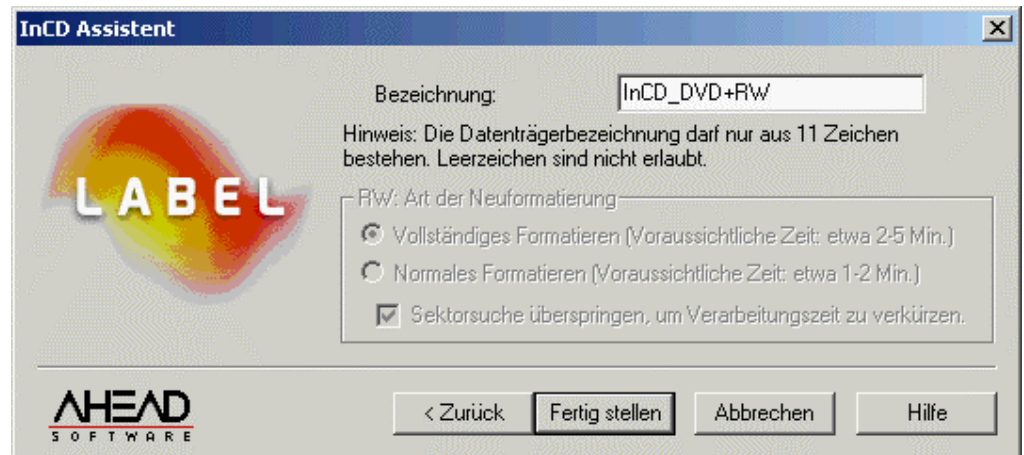 InCD Assistent
Bezeichnung:
InCD_DVD+RW
Hinweis: Die Datenträgerbezeichnung darf nur aus 11 Zeichen
bestehen. Leerzeichen sind nicht erlaubt.
LABEL
RW: Art der Neuformatierung
Vollständiges Formatieren (Voraussichtliche Zeit: etwa 2-5 Min.)
Normales Formatieren (Voraussichtliche Zeit: etwa 1-2 Min.)
Sektorsuche überspringen, um Verarbeitungszeit zu verkürzen.
AHEAD
SOFTWARE
< Zurück
Fertig stellen
Abbrechen
Hilfe